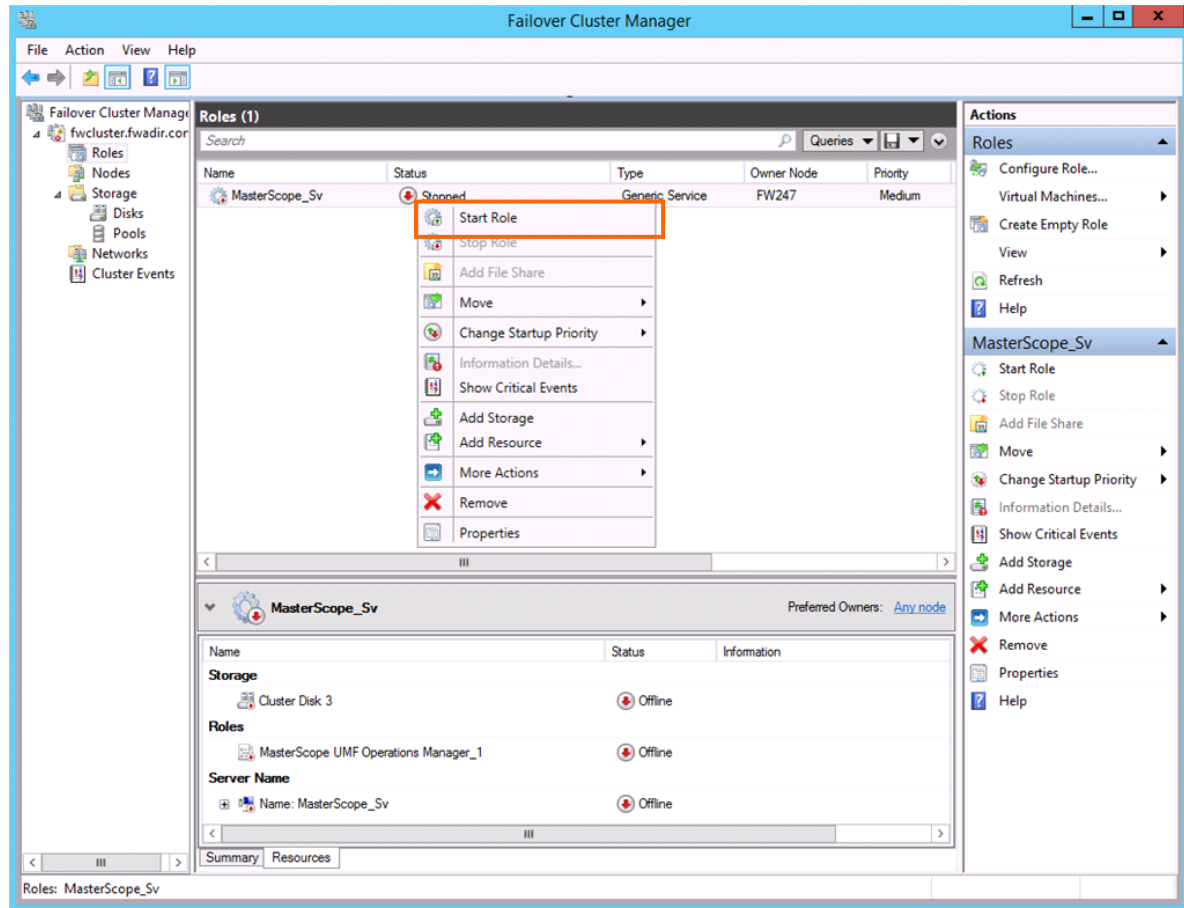 Failover Cluster Manager
File Action View Help
Failover Cluster Manage
fwcluster.fwadir.cor
Roles
Nodes
Storage
Disks
Pools
Networks
Cluster Events
Roles (1)
Search
Queries
Name Status Type Owner Node Priority
MasterScope_Sv Stopped Generic Service FW247 Medium
Start Role
Stop Role
Add File Share
Move
Change Startup Priority
Information Details...
Show Critical Events
Add Storage
Add Resource
More Actions
Remove
Properties
MasterScope_Sv Preferred Owners: Any node
Name Status Information
Storage
Cluster Disk 3 Offline
Roles
MasterScope UMF Operations Manager_1 Offline
Server Name
Name: MasterScope_Sv Offline
Summary Resources
Actions
Roles
Configure Role...
Virtual Machines...
Create Empty Role
View
Refresh
Help
MasterScope_Sv
Start Role
Stop Role
Add File Share
Move
Change Startup Priority
Information Details...
Show Critical Events
Add Storage
Add Resource
More Actions
Remove
Properties
Help
Roles: MasterScope_Sv